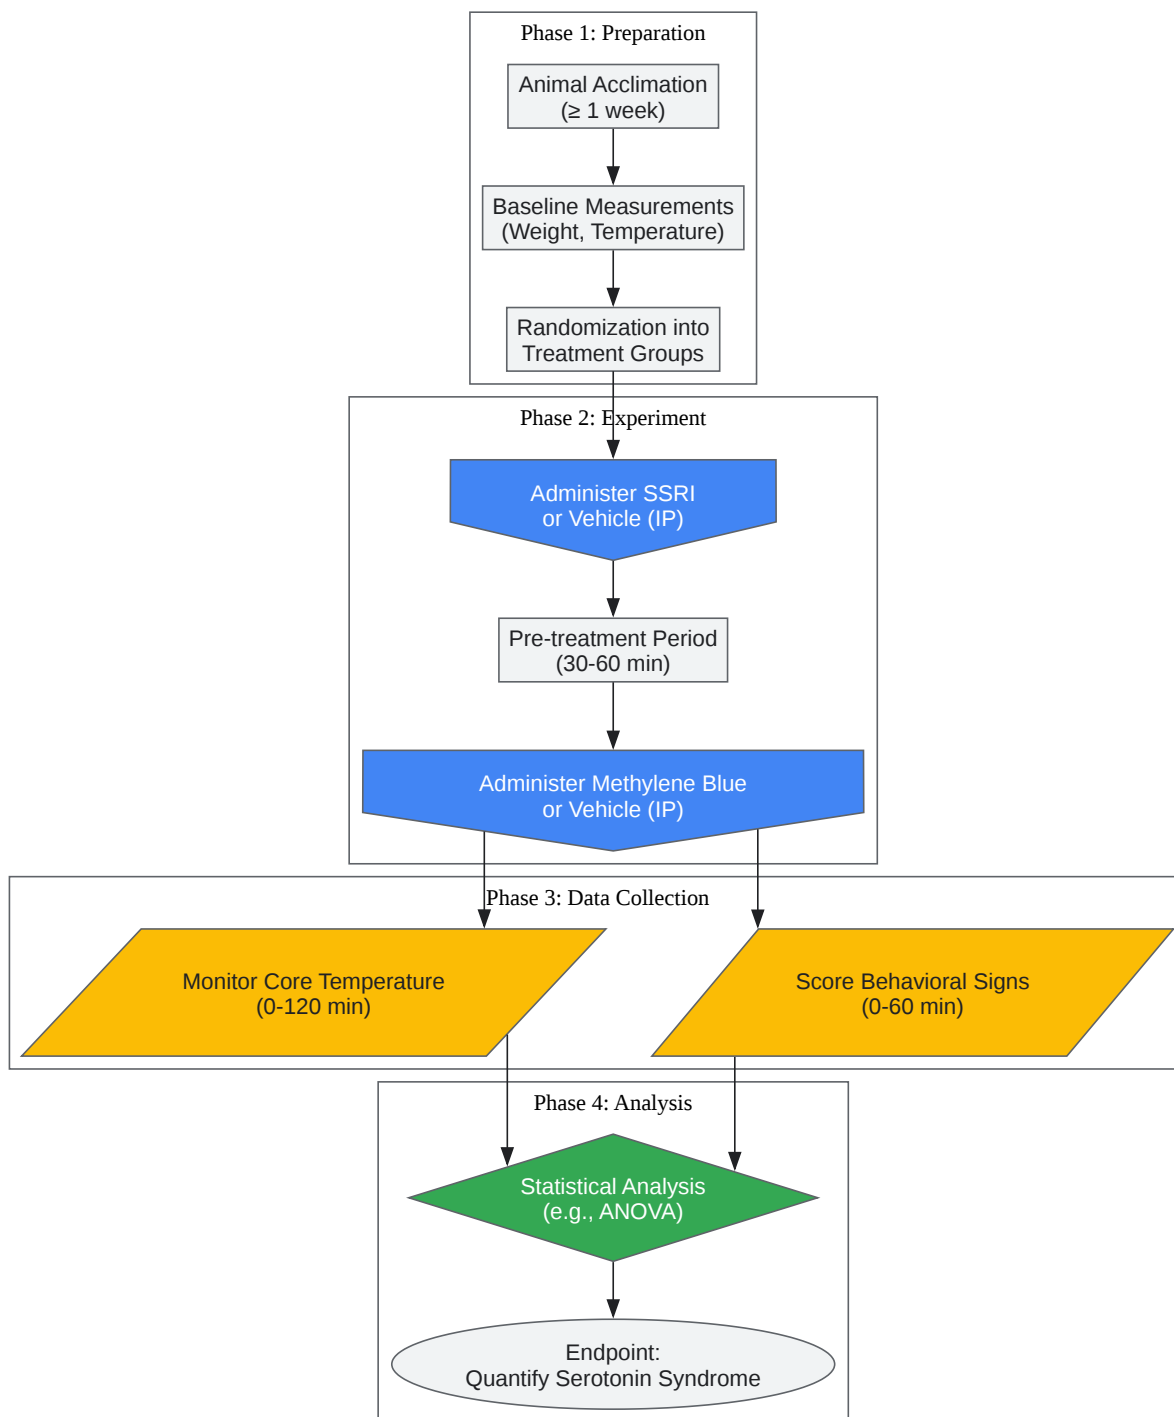 Phase 1: Preparation
Animal Acclimation
(≥ 1 week)
Baseline Measurements
(Weight, Temperature)
Randomization into
Treatment Groups
Phase 2: Experiment
Administer SSRI
or Vehicle (IP)
Pre-treatment Period
(30-60 min)
Administer Methylene Blue
or Vehicle (IP)
Phase 3: Data Collection
Monitor Core Temperature
(0-120 min)
Score Behavioral Signs
(0-60 min)
Phase 4: Analysis
Statistical Analysis
(e.g., ANOVA)
Endpoint:
Quantify Serotonin Syndrome